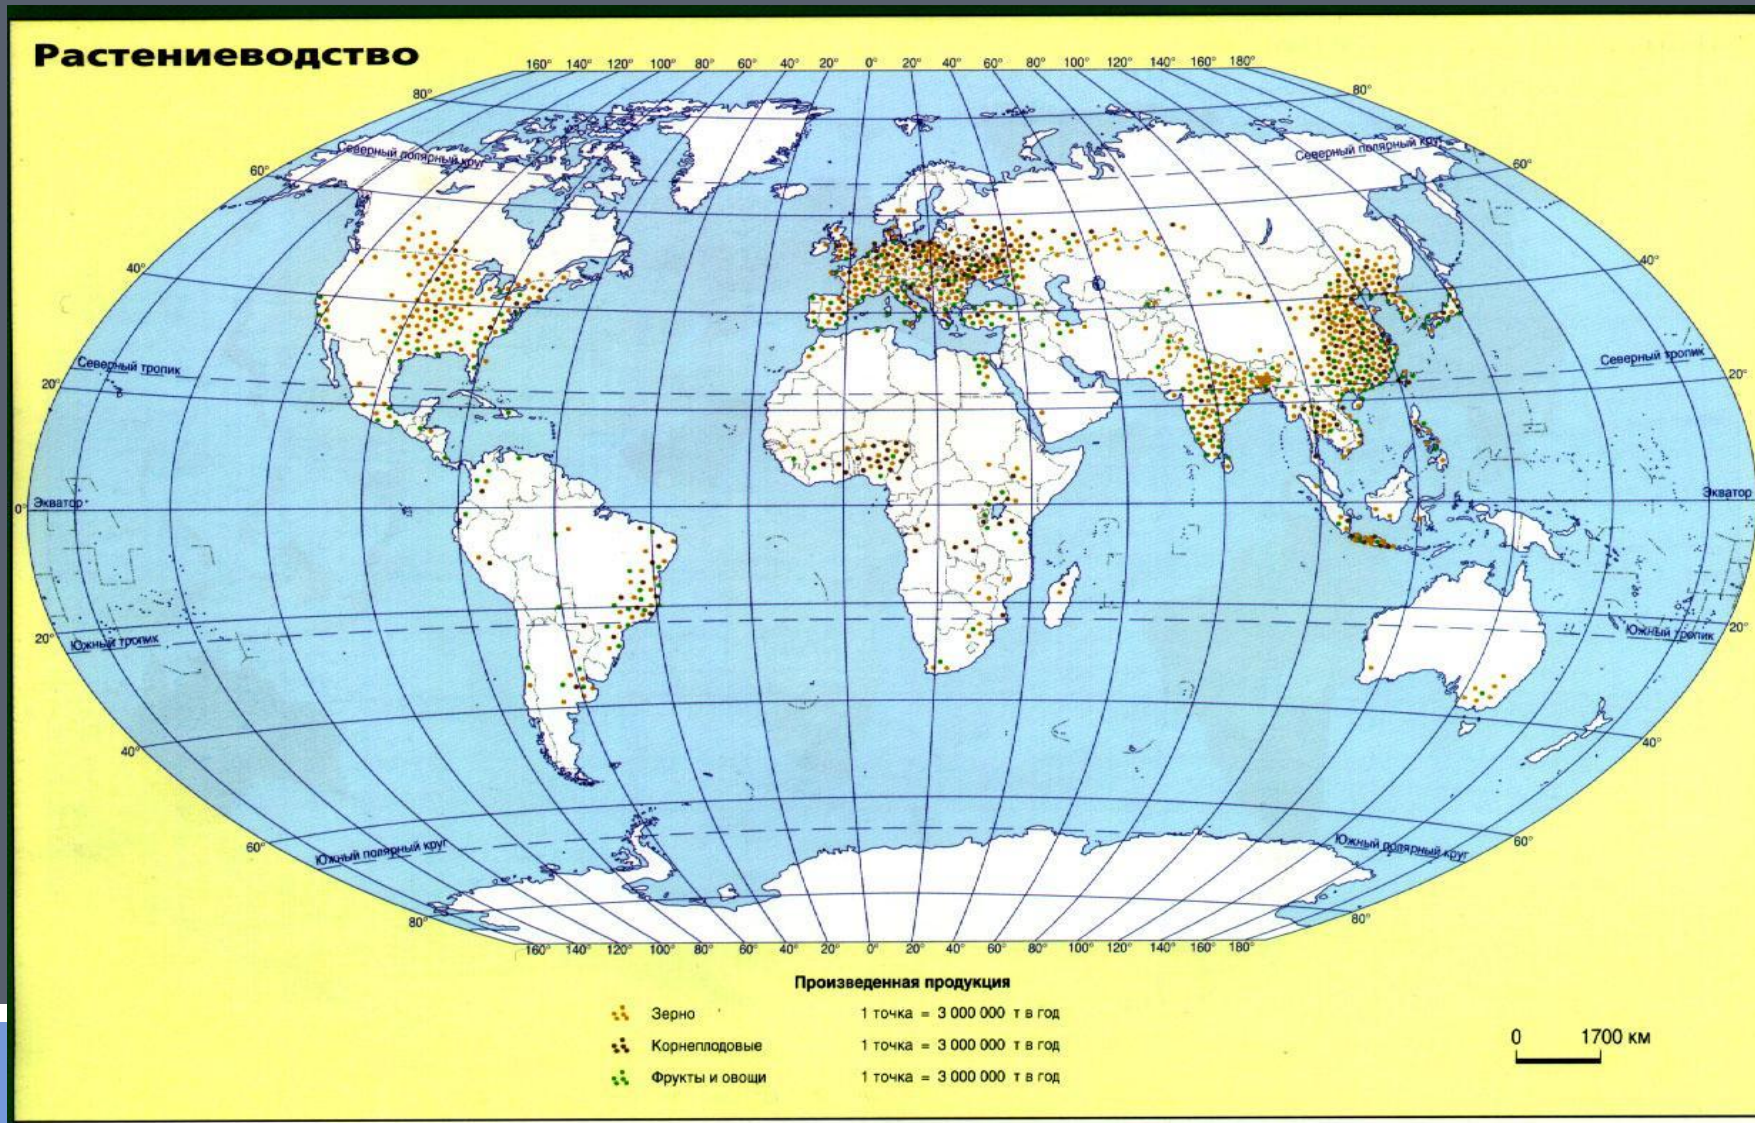 Растениеводство
160° 140° 120° 100° 80° 60° 40° 20° 0° 20° 40° 60° 80° 100° 120° 140° 160° 180°
80° 80°
Северный полярный круг Северный полярный круг
60° 60°
40° 40°
Северный тропик Северный тропик
20° 20°
0° Экватор Экватор 0°
20° Южный тропик Южный тропик 20°
40° 40°
60° Южный полярный круг Южный полярный круг 60°
80° 80°
160° 140° 120° 100° 80° 60° 40° 20° 0° 20° 40° 60° 80° 100° 120° 140° 160° 180°
Произведенная продукция
Зерно 1 точка = 3 000 000 т в год
Корнеплодовые 1 точка = 3 000 000 т в год
Фрукты и овощи 1 точка = 3 000 000 т в год
0 1700 км